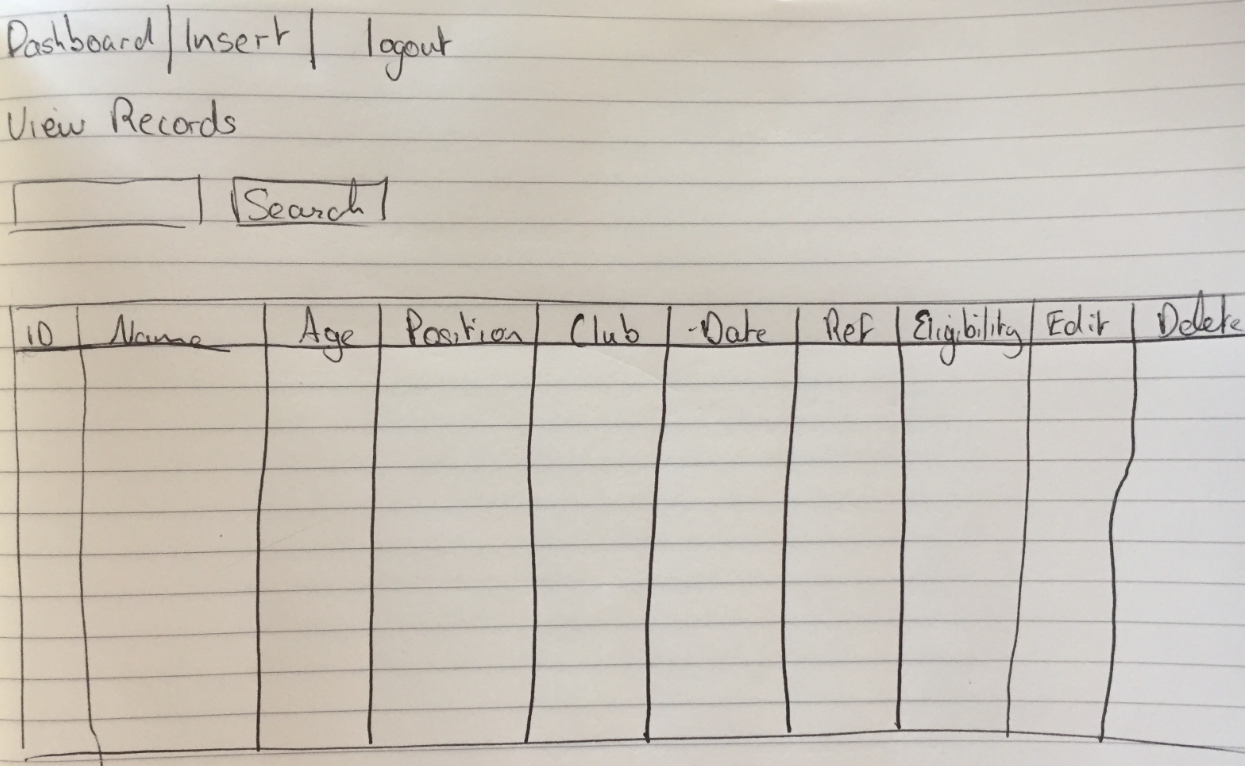 Dashboard | Insert | logout
View Records
Search
ID Name Age Position Club Date Ref Eligibility Edit Delete